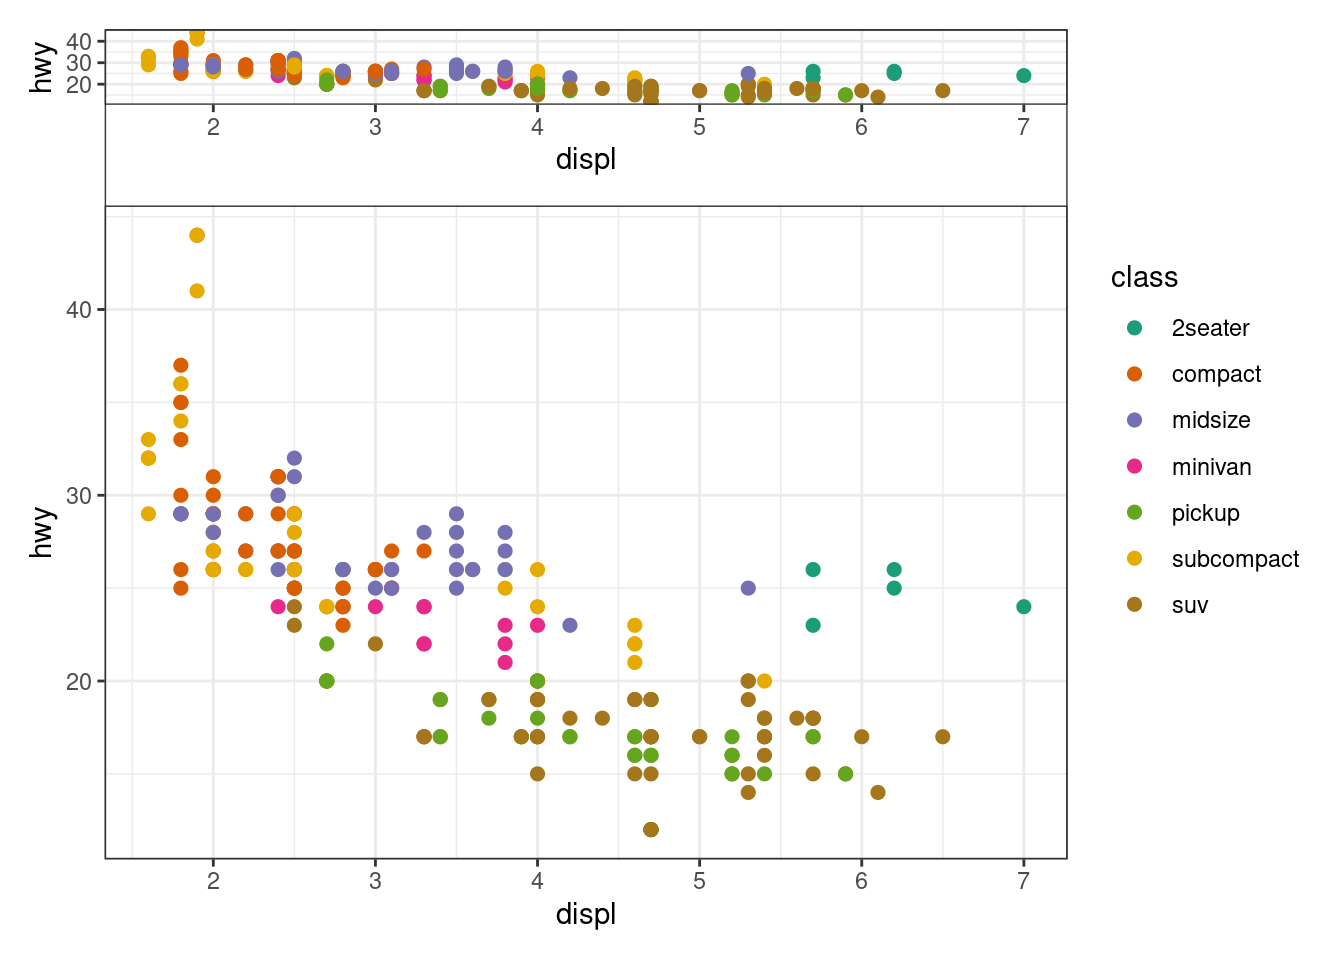 hwy
40
30
20
2 3 4 5 6 7
displ
hwy
40
30
20
2 3 4 5 6 7
displ
class
2seater
compact
midsize
minivan
pickup
subcompact
suv